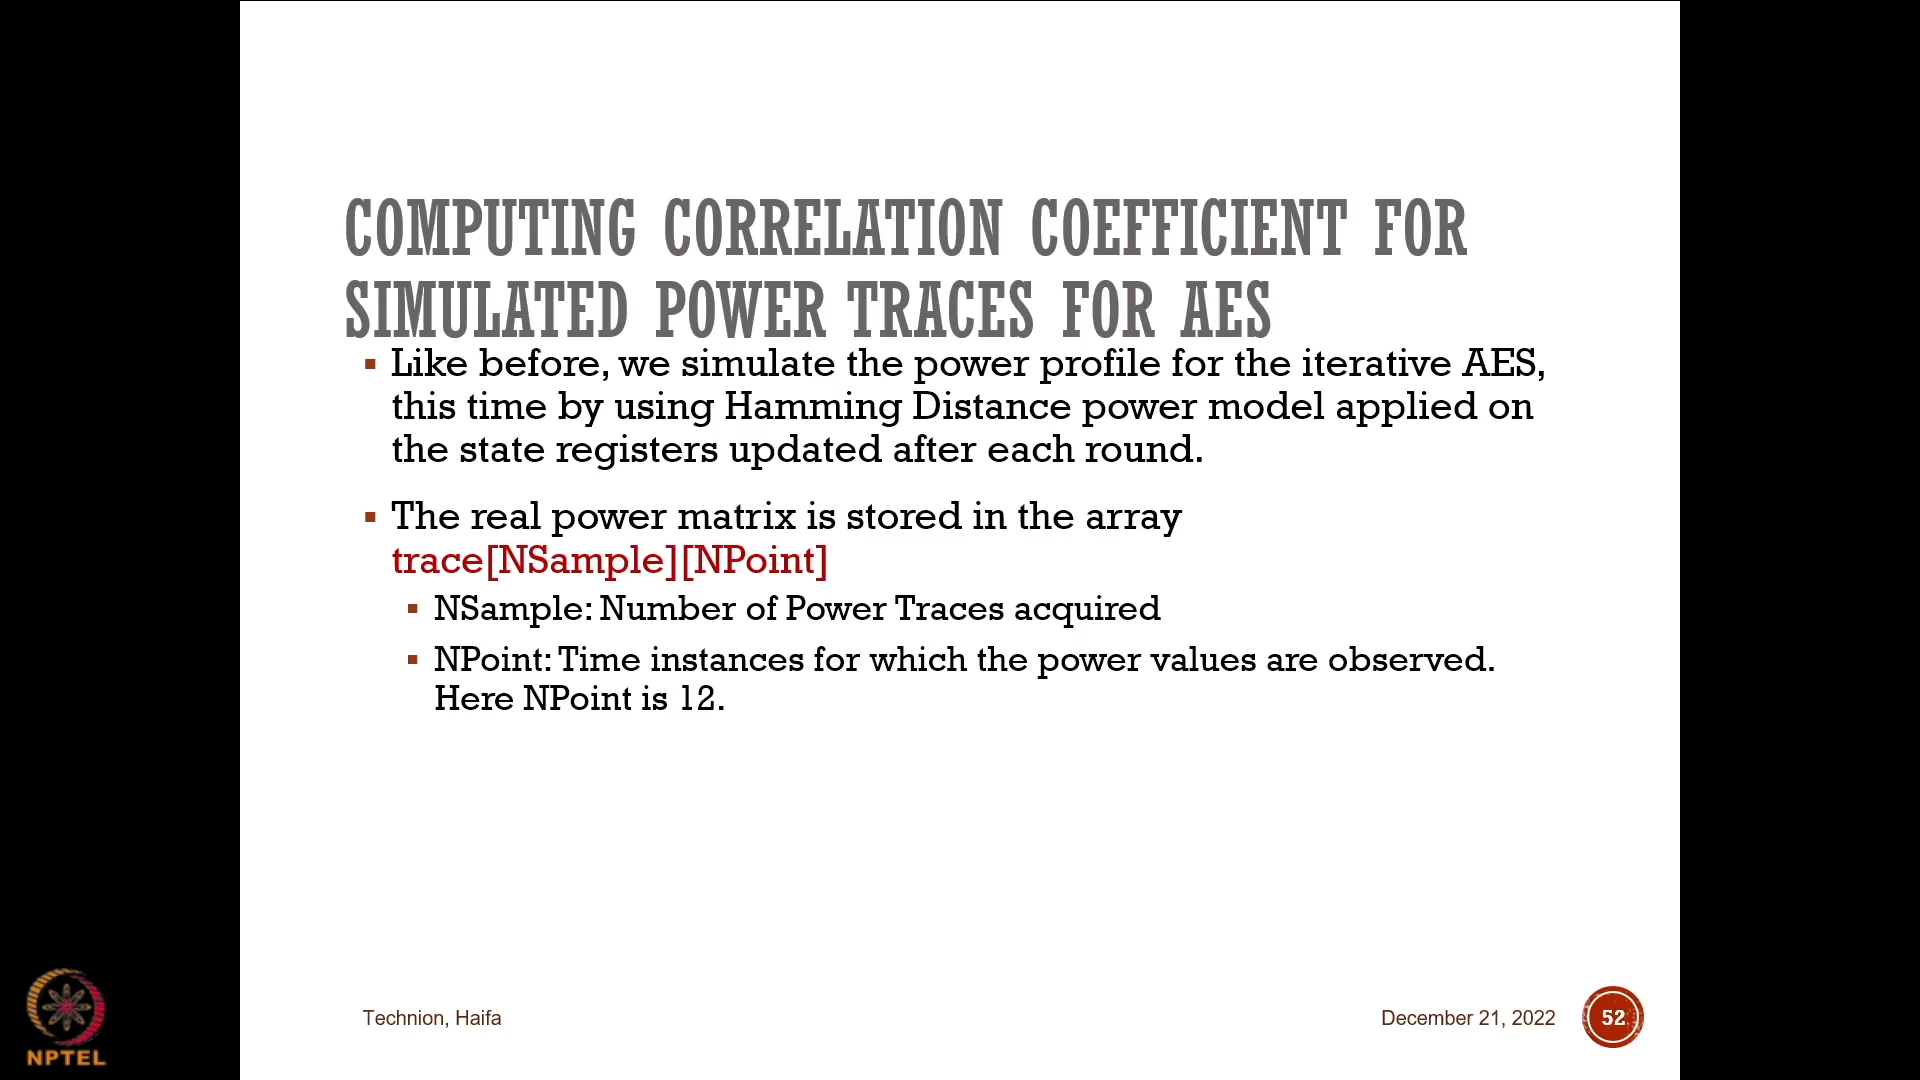 COMPUTING CORRELATION COEFFICIENT FOR
SIMULATED POWER TRACES FOR AES
▪ Like before, we simulate the power profile for the iterative AES,
this time by using Hamming Distance power model applied on
the state registers updated after each round.
▪ The real power matrix is stored in the array
trace[NSample][NPoint]
▪ NSample: Number of Power Traces acquired
▪ NPoint: Time instances for which the power values are observed.
Here NPoint is 12.
Technion, Haifa
December 21, 2022
52
NPTEL